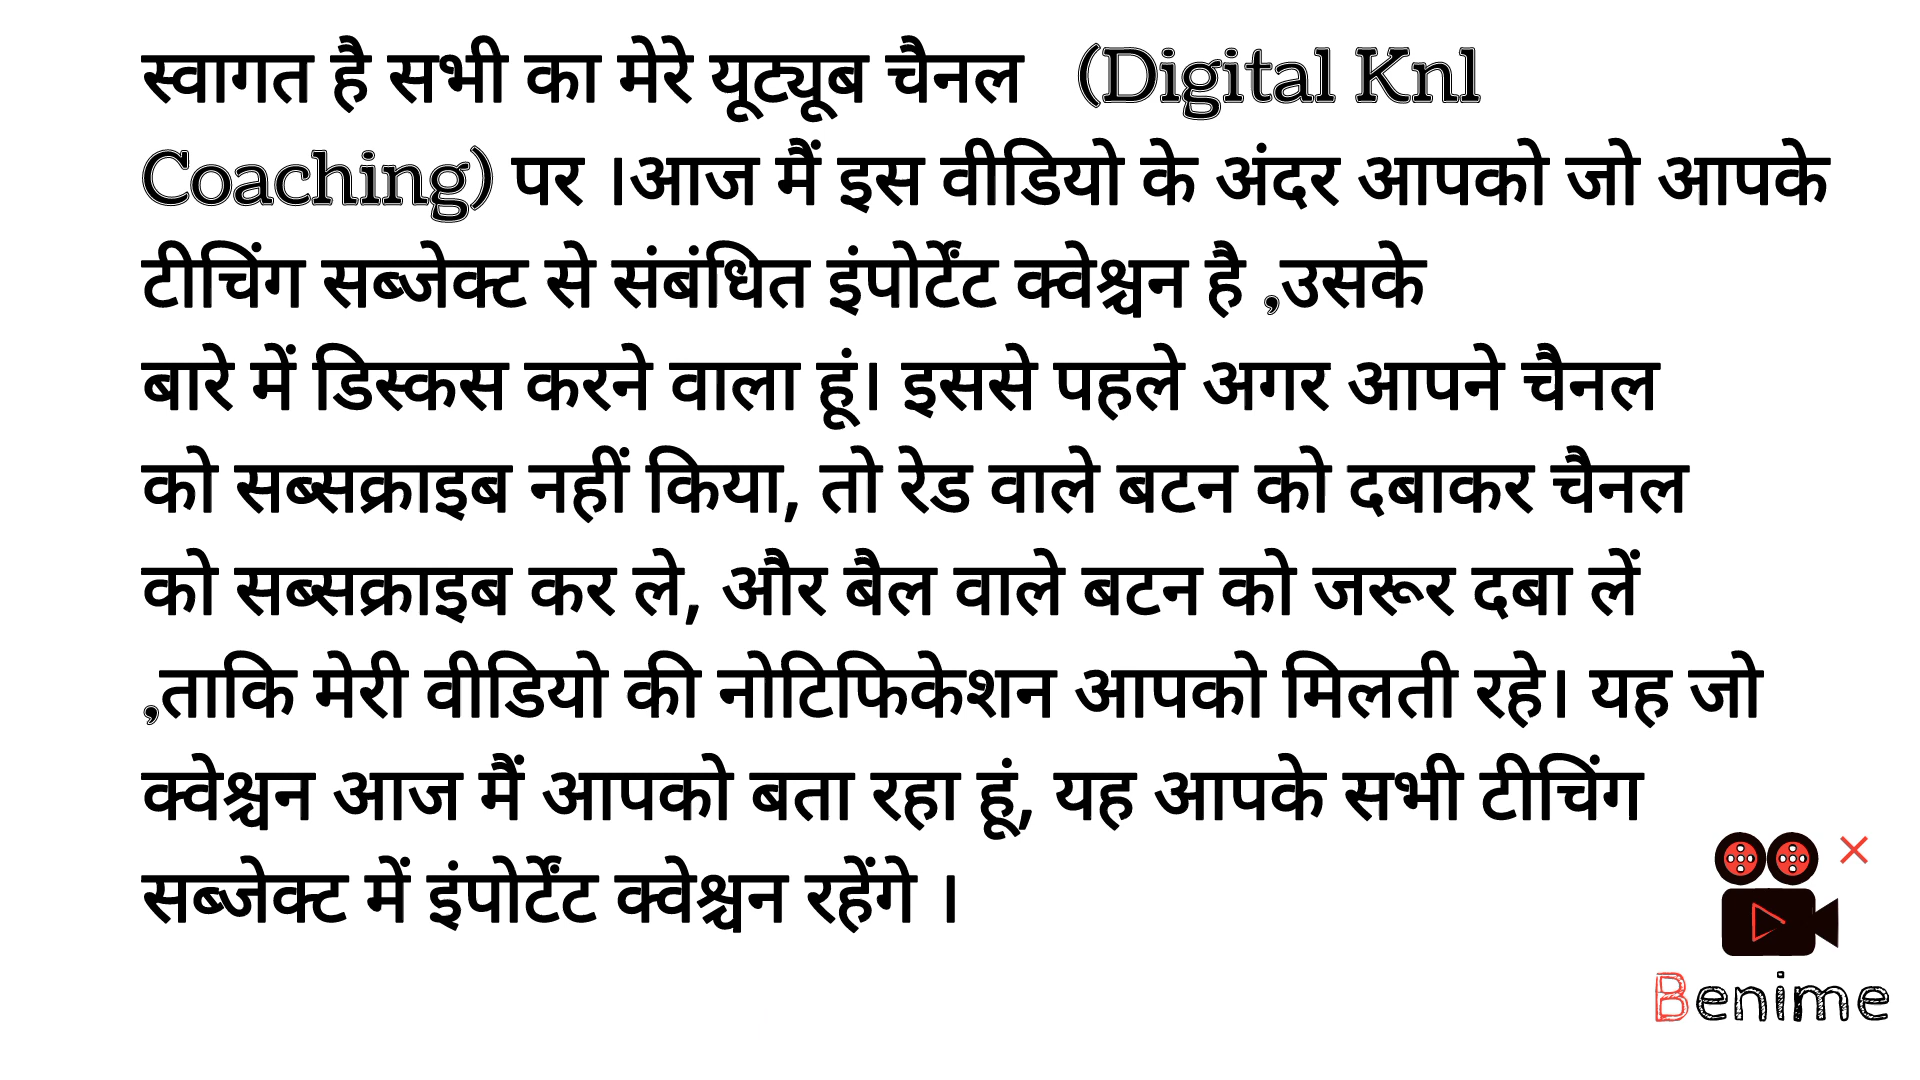 स्वागत है सभी का मेरे यूट्यूब चैनल (Digital Knl
Coaching) पर ।आज मैं इस वीडियो के अंदर आपको जो आपके
टीचिंग सब्जेक्ट से संबंधित इंपोर्टेंट क्वेश्चन है ,उसके
बारे में डिस्कस करने वाला हूं। इससे पहले अगर आपने चैनल
को सब्सक्राइब नहीं किया, तो रेड वाले बटन को दबाकर चैनल
को सब्सक्राइब कर ले, और बैल वाले बटन को जरूर दबा लें
,ताकि मेरी वीडियो की नोटिफिकेशन आपको मिलती रहे। यह जो
क्वेश्चन आज मैं आपको बता रहा हूं, यह आपके सभी टीचिंग
सब्जेक्ट में इंपोर्टेंट क्वेश्चन रहेंगे ।
Benime